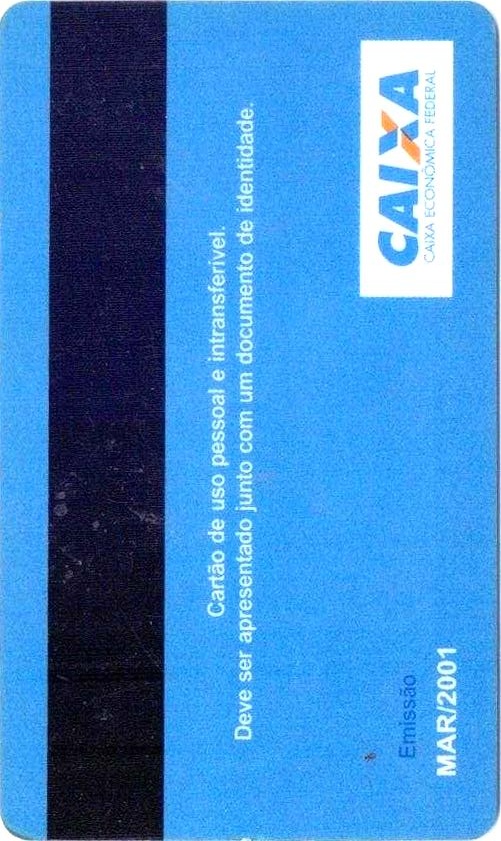 Cartão de uso pessoal e intransferível.
Deve ser apresentado junto com um documento de identidade.
Emissão
MAR/2001
CAIXA
CAIXA ECONÔMICA FEDERAL